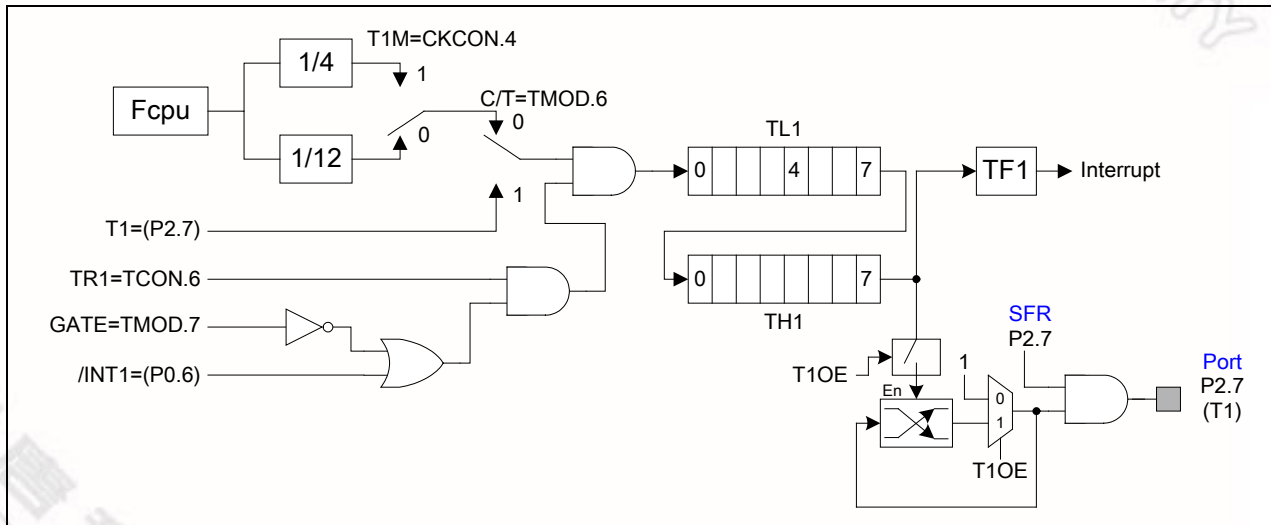 T1M=CKCON.4
1/4
1
Fcpu
C/T=TMOD.6
0
0
1/12
TL1
0 4 7
TF1
Interrupt
1
T1=(P2.7)
TR1=TCON.6
0 7
TH1
GATE=TMOD.7
/INT1=(P0.6)
SFR
P2.7
Port
P2.7
(T1)
T1OE
1
En
0
1
T1OE